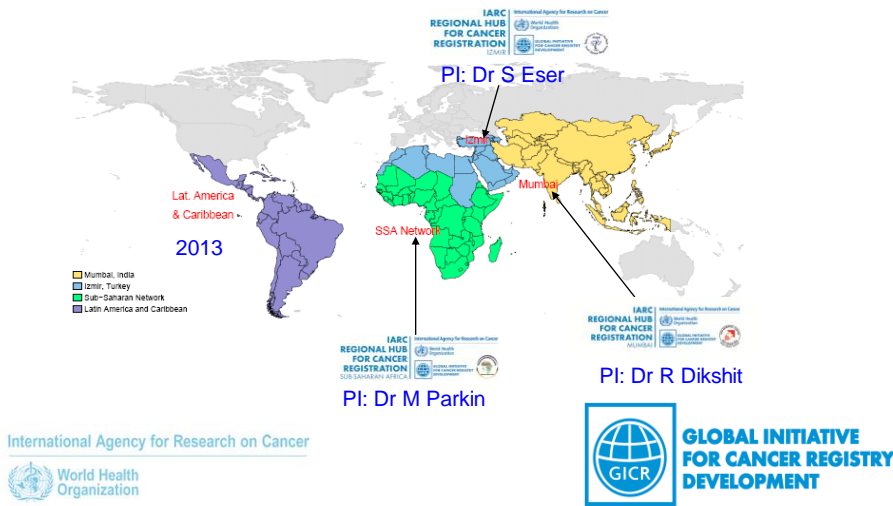 IARC
REGIONAL HUB
FOR CANCER
REGISTRATION
IZMIR
International Agency for Research on Cancer
World Health
Organization
GLOBAL INITIATIVE
FOR CANCER REGISTRY
DEVELOPMENT
PI: Dr S Eser
Izmir
Mumbai
Lat. America
& Caribbean
SSA Network
2013
Mumbai, India
Izmir, Turkey
Sub-Saharan Network
Latin America and Caribbean
IARC
REGIONAL HUB
FOR CANCER
REGISTRATION
SUB-SAHARAN AFRICA
International Agency for Research on Cancer
World Health
Organization
GLOBAL INITIATIVE
FOR CANCER REGISTRY
DEVELOPMENT
PI: Dr M Parkin
IARC
REGIONAL HUB
FOR CANCER
REGISTRATION
MUMBAI
International Agency for Research on Cancer
World Health
Organization
GLOBAL INITIATIVE
FOR CANCER REGISTRY
DEVELOPMENT
PI: Dr R Dikshit
International Agency for Research on Cancer
World Health
Organization
GICR
GLOBAL INITIATIVE
FOR CANCER REGISTRY
DEVELOPMENT